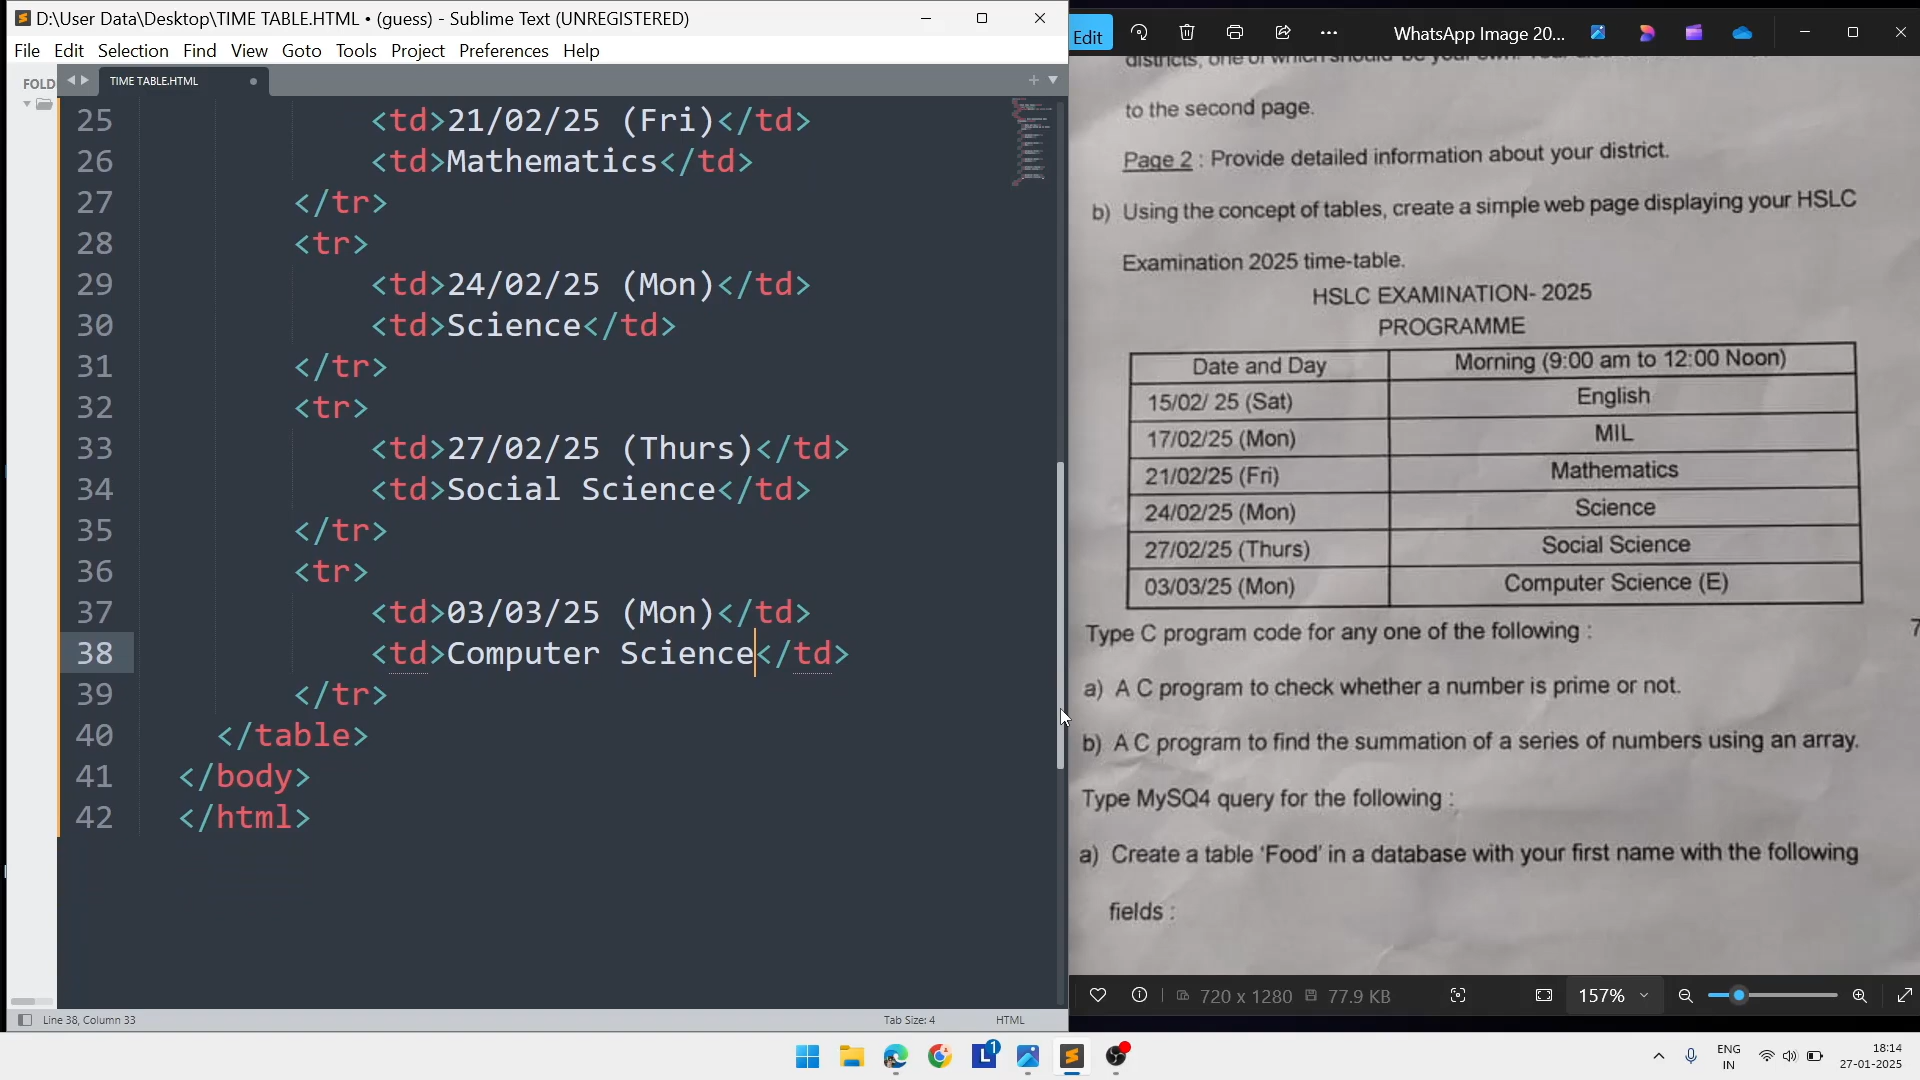 D:\User Data\Desktop\TIME TABLE.HTML • (guess) - Sublime Text (UNREGISTERED)
File Edit Selection Find View Goto Tools Project Preferences Help
FOLD
TIME TABLE.HTML
25 <td>21/02/25 (Fri)</td>
26 <td>Mathematics</td>
27 </tr>
28 <tr>
29 <td>24/02/25 (Mon)</td>
30 <td>Science</td>
31 </tr>
32 <tr>
33 <td>27/02/25 (Thurs)</td>
34 <td>Social Science</td>
35 </tr>
36 <tr>
37 <td>03/03/25 (Mon)</td>
38 <td>Computer Science</td>
39 </tr>
40 </table>
41 </body>
42 </html>
Line 38, Column 33
Tab Size: 4
HTML
Edit
WhatsApp Image 20...
districts, one of which should be your own.
to the second page.
Page 2 : Provide detailed information about your district.
b) Using the concept of tables, create a simple web page displaying your HSLC
Examination 2025 time-table.
HSLC EXAMINATION- 2025
PROGRAMME
Date and Day Morning (9:00 am to 12:00 Noon)
15/02/ 25 (Sat) English
17/02/25 (Mon) MIL
21/02/25 (Fri) Mathematics
24/02/25 (Mon) Science
27/02/25 (Thurs) Social Science
03/03/25 (Mon) Computer Science (E)
Type C program code for any one of the following :
7
a) A C program to check whether a number is prime or not.
b) A C program to find the summation of a series of numbers using an array.
Type MySQ4 query for the following :
a) Create a table ‘Food’ in a database with your first name with the following
fields :
720 x 1280 77.9 KB
157%
L 1
ENG
IN
18:14
27-01-2025